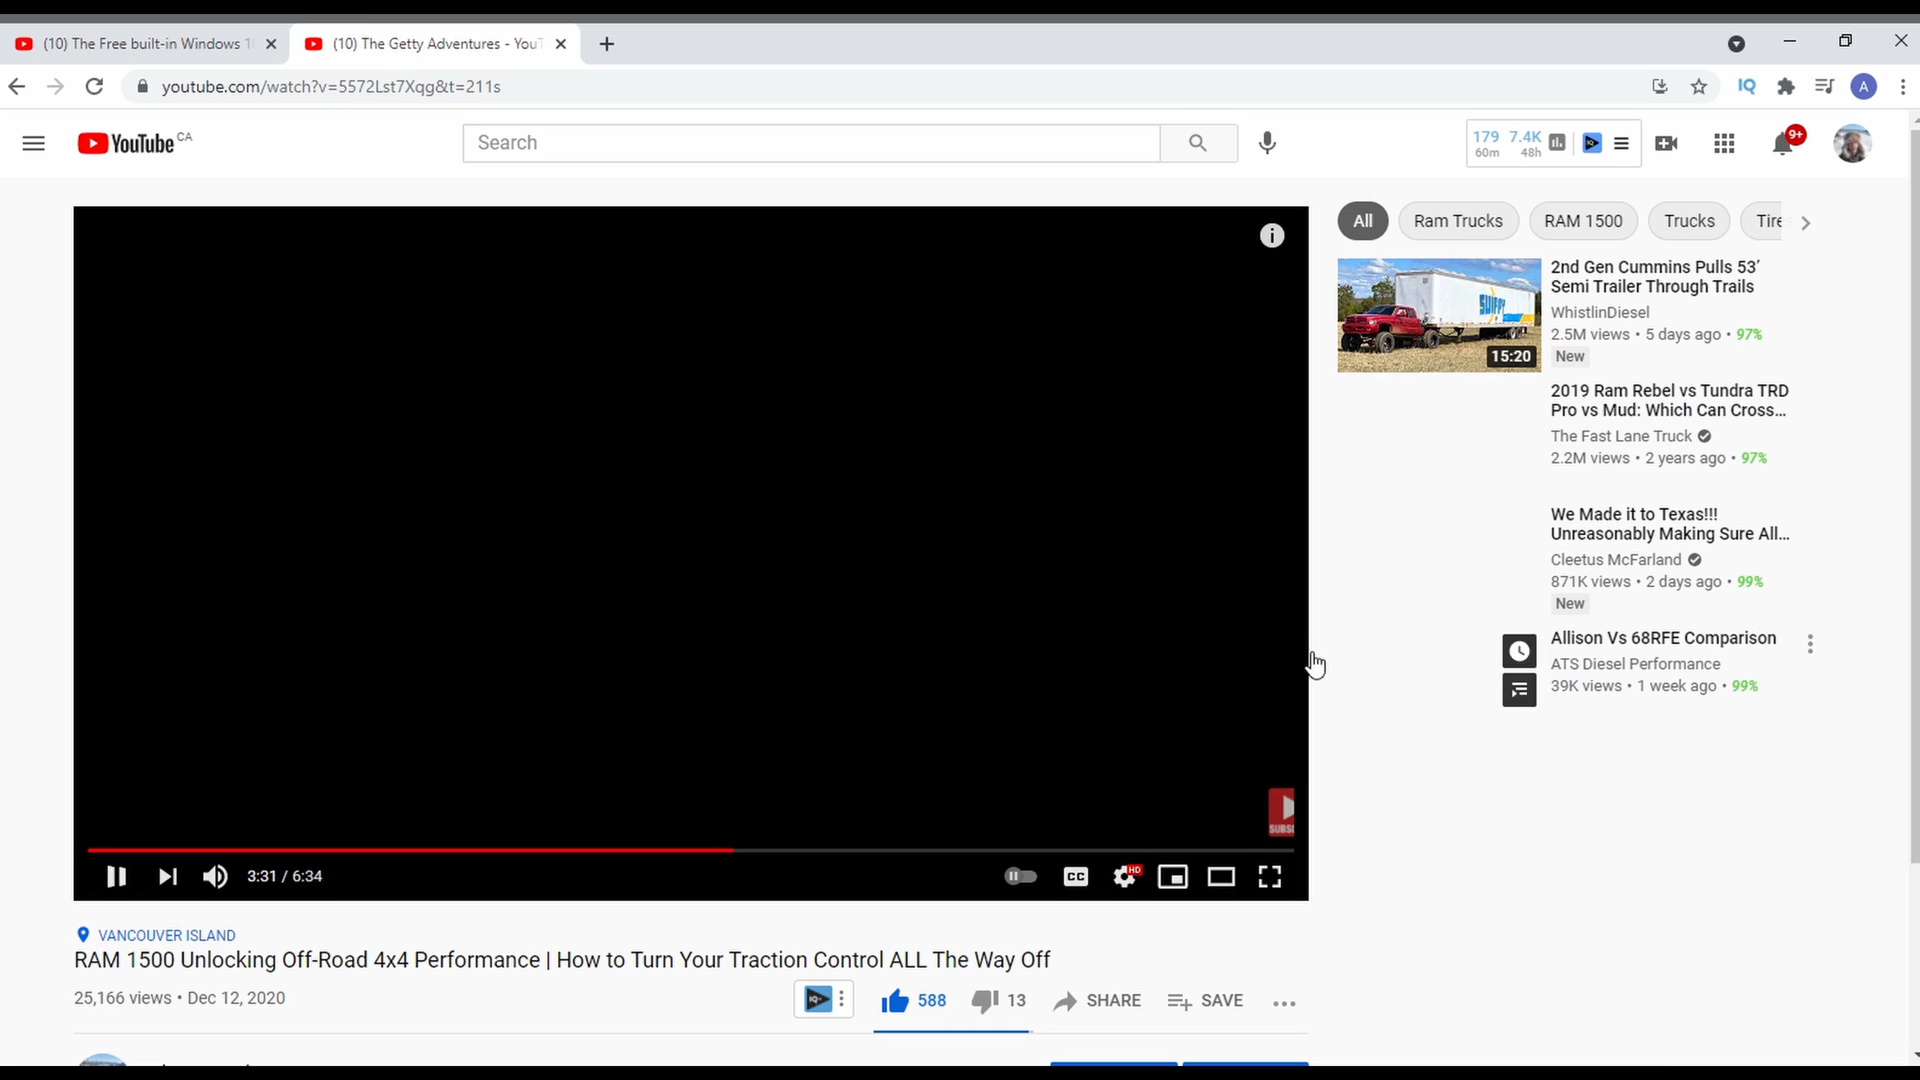 (10) The Free built-in Windows 1
(10) The Getty Adventures - YouT
youtube.com/watch?v=5572Lst7Xqg&t=211s
IQ
A
YouTube CA
Search
179 7.4K
60m 48h
9+
All
Ram Trucks
RAM 1500
Trucks
Tire
SWIFT
15:20
2nd Gen Cummins Pulls 53’
Semi Trailer Through Trails
WhistlinDiesel
2.5M views • 5 days ago • 97%
New
2019 Ram Rebel vs Tundra TRD
Pro vs Mud: Which Can Cross...
The Fast Lane Truck
2.2M views • 2 years ago • 97%
We Made it to Texas!!!
Unreasonably Making Sure All...
Cleetus McFarland
871K views • 2 days ago • 99%
New
Allison Vs 68RFE Comparison
ATS Diesel Performance
39K views • 1 week ago • 99%
SUBS
3:31 / 6:34
CC
HD
VANCOUVER ISLAND
RAM 1500 Unlocking Off-Road 4x4 Performance | How to Turn Your Traction Control ALL The Way Off
25,166 views • Dec 12, 2020
IQ
588
13
SHARE
SAVE